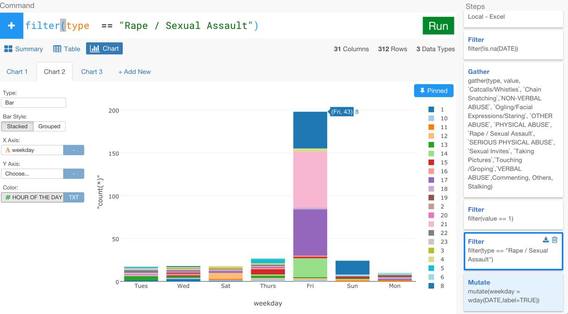 Command
Steps
+ filter(type == "Rape / Sexual Assault")
Run
Summary
Table
Chart
31 Columns 312 Rows 3 Data Types
Chart 1
Chart 2
Chart 3
+ Add New
Pinned
Type:
Bar
Bar Style:
Stacked
Grouped
X Axis:
A weekday
Y Axis:
Choose...
Color:
# HOUR OF THE DAY
TXT
200
150
100
50
0
"count(*)"
(Fri, 43) 8
Tues
Wed
Sat
Thurs
Fri
Sun
Mon
weekday
1
10
11
12
13
14
15
16
17
18
19
2
20
21
22
23
3
4
5
6
8
Local - Excel
Filter
filter(!is.na(DATE))
Gather
gather(type, value,
`Catcalls/Whistles`, `Chain
Snatching`,`NON-VERBAL
ABUSE`,`Ogling/Facial
Expressions/Staring`,`OTHER
ABUSE`, `PHYSICAL ABUSE`,
`Rape / Sexual Assault`,
`SERIOUS PHYSICAL ABUSE`,
`Sexual Invites`, `Taking
Pictures`,`Touching
/Groping`,`VERBAL
ABUSE`,Commenting, Others,
Stalking)
Filter
filter(value == 1)
Filter
filter(type == "Rape / Sexual
Assault")
Mutate
mutate(weekday =
wday(DATE,label=TRUE))